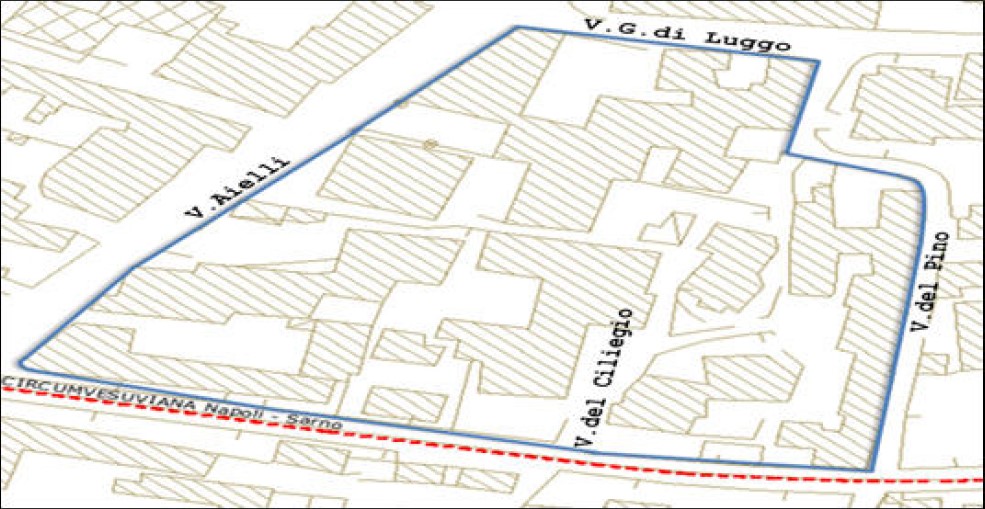 V.G.di Luggo
V.Aielli
V.del Pino
V.del Ciliegio
CIRCUMVESUVIANA Napoli - Sarno